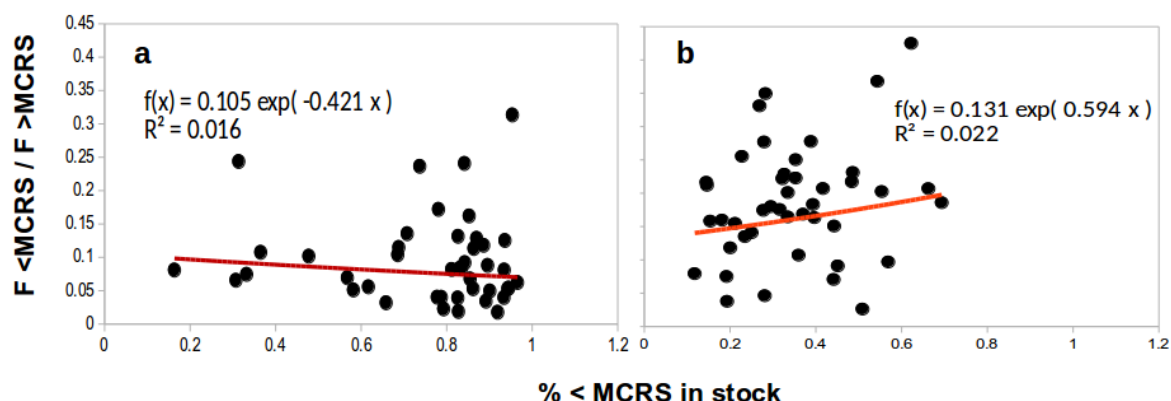 a
f(x) = 0.105 exp( -0.421 x )
R² = 0.016
F <MCRS / F >MCRS
0.45
0.4
0.35
0.3
0.25
0.2
0.15
0.1
0.05
0
0 0.2 0.4 0.6 0.8 1 1.2
b
f(x) = 0.131 exp( 0.594 x )
R² = 0.022
0 0.2 0.4 0.6 0.8 1 1.2
% < MCRS in stock